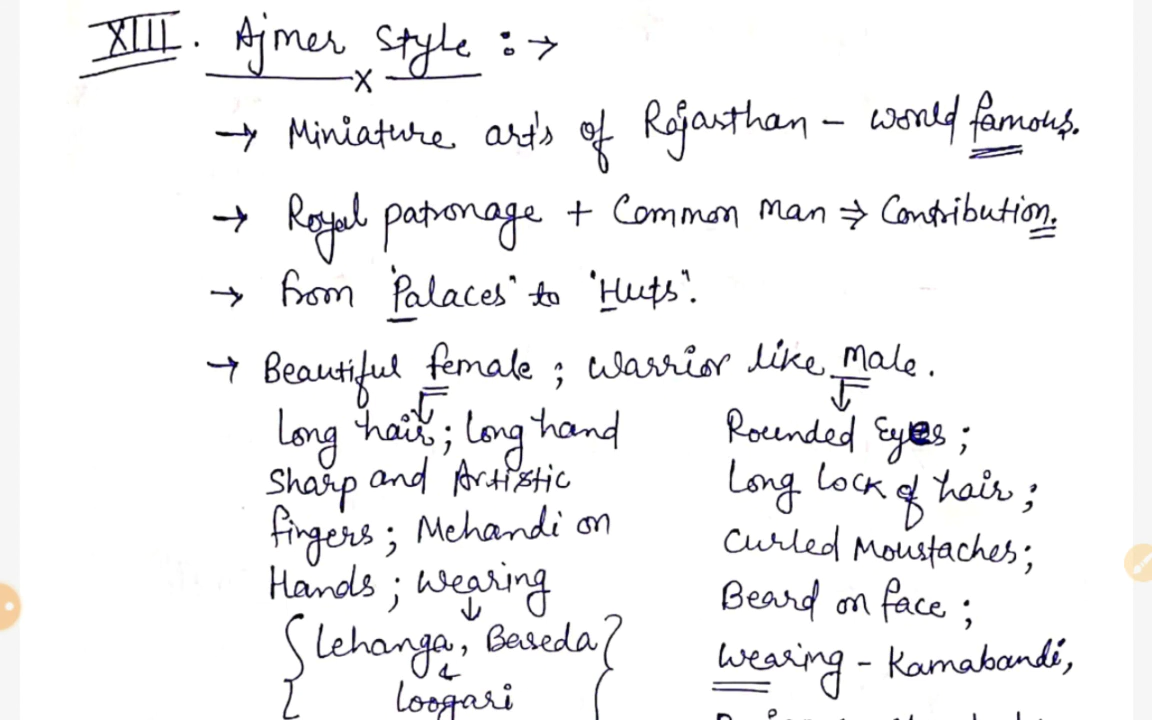 XIII. Ajmer Style :→
→ Miniature art's of Rajasthan – world famous.
→ Royal patronage + Common man ⇒ Contribution.
→ from 'Palaces" to 'Huts".
→ Beautiful female ; Warrior like Male.
Long hair ; Long hand
Sharp and Artistic
fingers ; Mehandi on
Hands ; wearing
{ Lehanga, Baseda }
& Loogari
Rounded Eyes ;
Long lock of hair ;
Curled Moustaches ;
Beard on face ;
Wearing - Kamabandi,